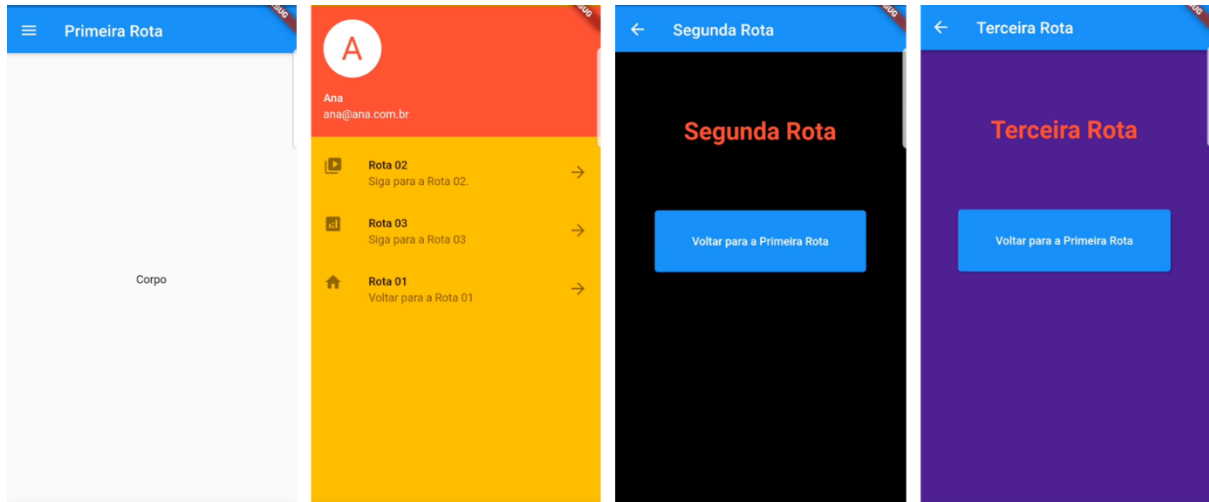 Primeira Rota
Corpo
A
Ana
ana@ana.com.br
Rota 02
Siga para a Rota 02.
Rota 03
Siga para a Rota 03
Rota 01
Voltar para a Rota 01
Segunda Rota
Segunda Rota
Voltar para a Primeira Rota
Terceira Rota
Terceira Rota
Voltar para a Primeira Rota